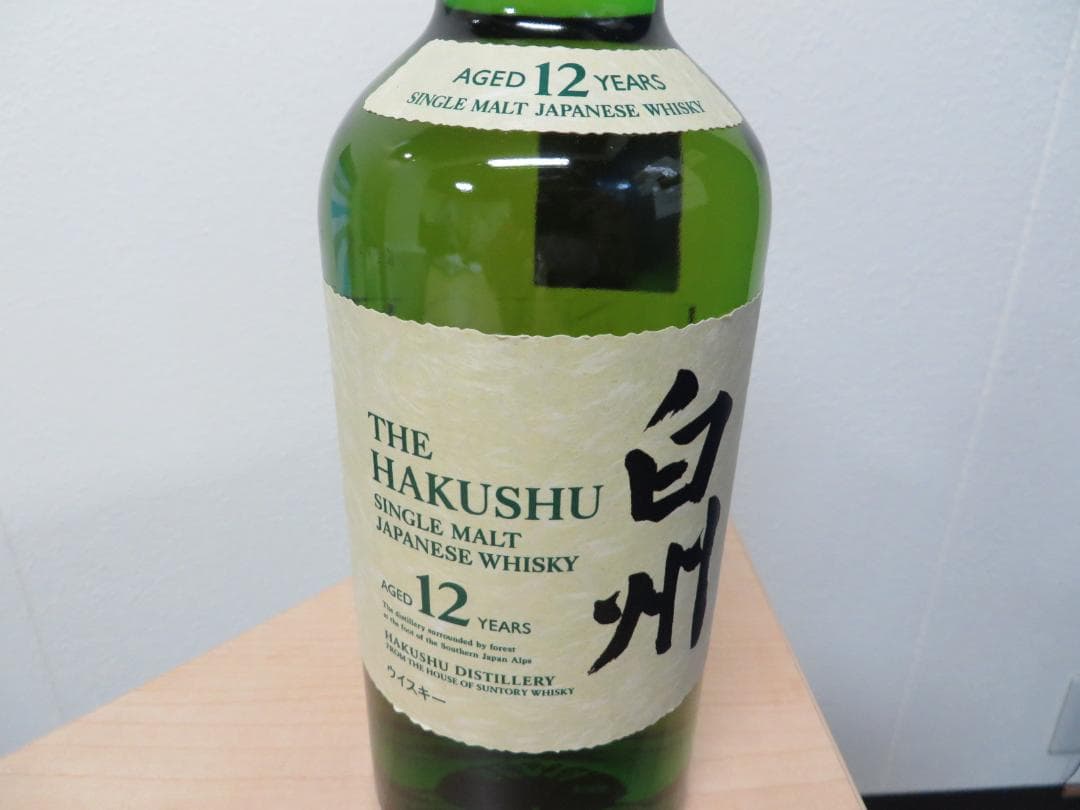 AGED 12 YEARS
SINGLE MALT JAPANESE WHISKY
THE
HAKUSHU
SINGLE MALT
JAPANESE WHISKY
AGED 12 YEARS
The distillery surrounded by forest
at the foot of the Southern Japan Alps
HAKUSHU DISTILLERY
FROM THE HOUSE OF SUNTORY WHISKY
ウイスキー
白州